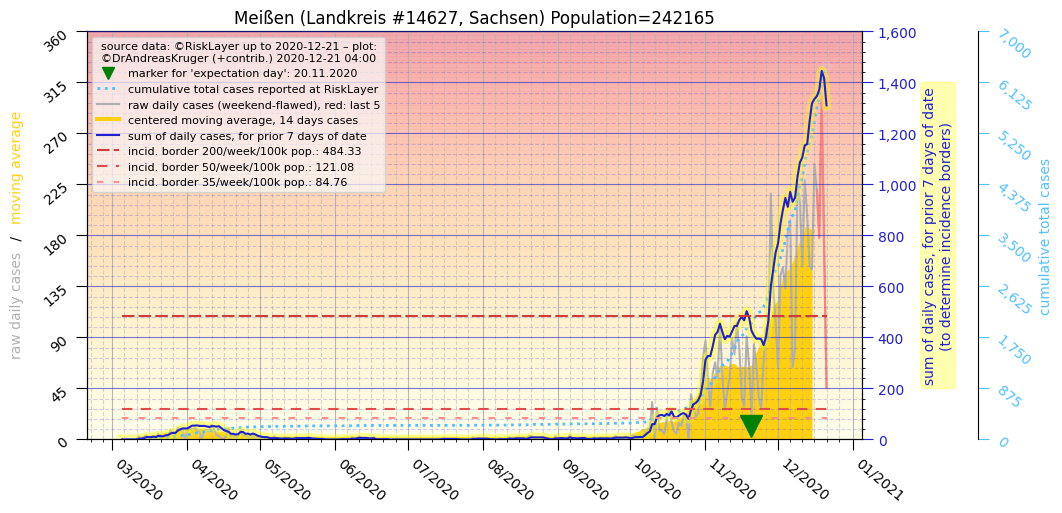 Meißen (Landkreis #14627, Sachsen) Population=242165
source data: ©RiskLayer up to 2020-12-21 – plot:
©DrAndreasKruger (+contrib.) 2020-12-21 04:00
marker for 'expectation day': 20.11.2020
cumulative total cases reported at RiskLayer
raw daily cases (weekend-flawed), red: last 5
centered moving average, 14 days cases
sum of daily cases, for prior 7 days of date
incid. border 200/week/100k pop.: 484.33
incid. border 50/week/100k pop.: 121.08
incid. border 35/week/100k pop.: 84.76
raw daily cases / moving average
360
315
270
225
180
135
90
45
0
03/2020
04/2020
05/2020
06/2020
07/2020
08/2020
09/2020
10/2020
11/2020
12/2020
01/2021
1,600
1,400
1,200
1,000
800
600
400
200
0
sum of daily cases, for prior 7 days of date
(to determine incidence borders)
7,000
6,125
5,250
4,375
3,500
2,625
1,750
875
0
cumulative total cases